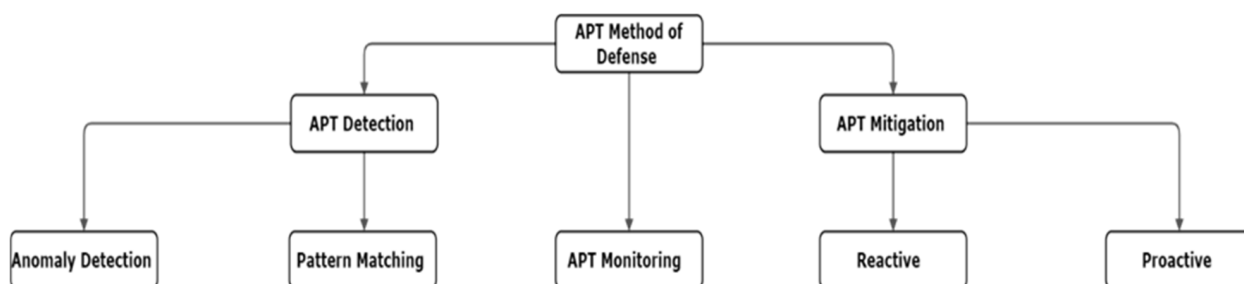 APT Method of
Defense
APT Detection
APT Mitigation
Anomaly Detection
Pattern Matching
APT Monitoring
Reactive
Proactive